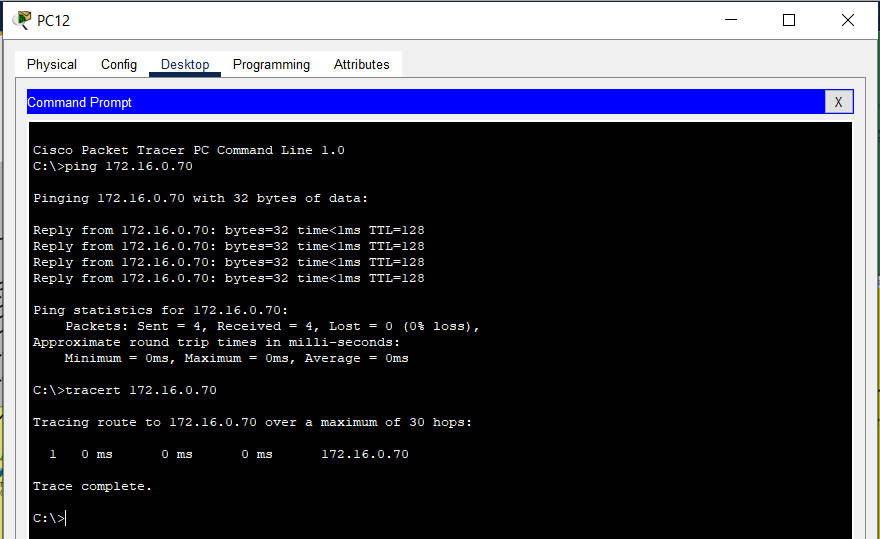 PC12
Physical Config Desktop Programming Attributes
Command Prompt
X
Cisco Packet Tracer PC Command Line 1.0
C:\>ping 172.16.0.70
Pinging 172.16.0.70 with 32 bytes of data:
Reply from 172.16.0.70: bytes=32 time<1ms TTL=128
Reply from 172.16.0.70: bytes=32 time<1ms TTL=128
Reply from 172.16.0.70: bytes=32 time<1ms TTL=128
Reply from 172.16.0.70: bytes=32 time<1ms TTL=128
Ping statistics for 172.16.0.70:
    Packets: Sent = 4, Received = 4, Lost = 0 (0% loss),
Approximate round trip times in milli-seconds:
    Minimum = 0ms, Maximum = 0ms, Average = 0ms
C:\>tracert 172.16.0.70
Tracing route to 172.16.0.70 over a maximum of 30 hops:
  1   0 ms      0 ms      0 ms      172.16.0.70
Trace complete.
C:\>